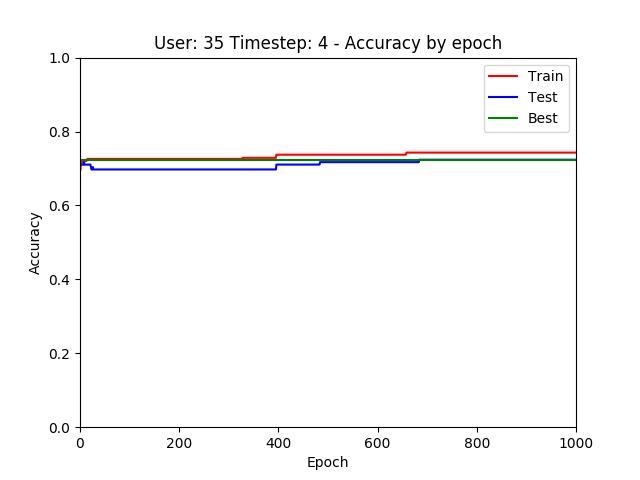 User: 35 Timestep: 4 - Accuracy by epoch
1.0
0.8
0.6
0.4
0.2
0.0
Accuracy
Train
Test
Best
0 200 400 600 800 1000
Epoch